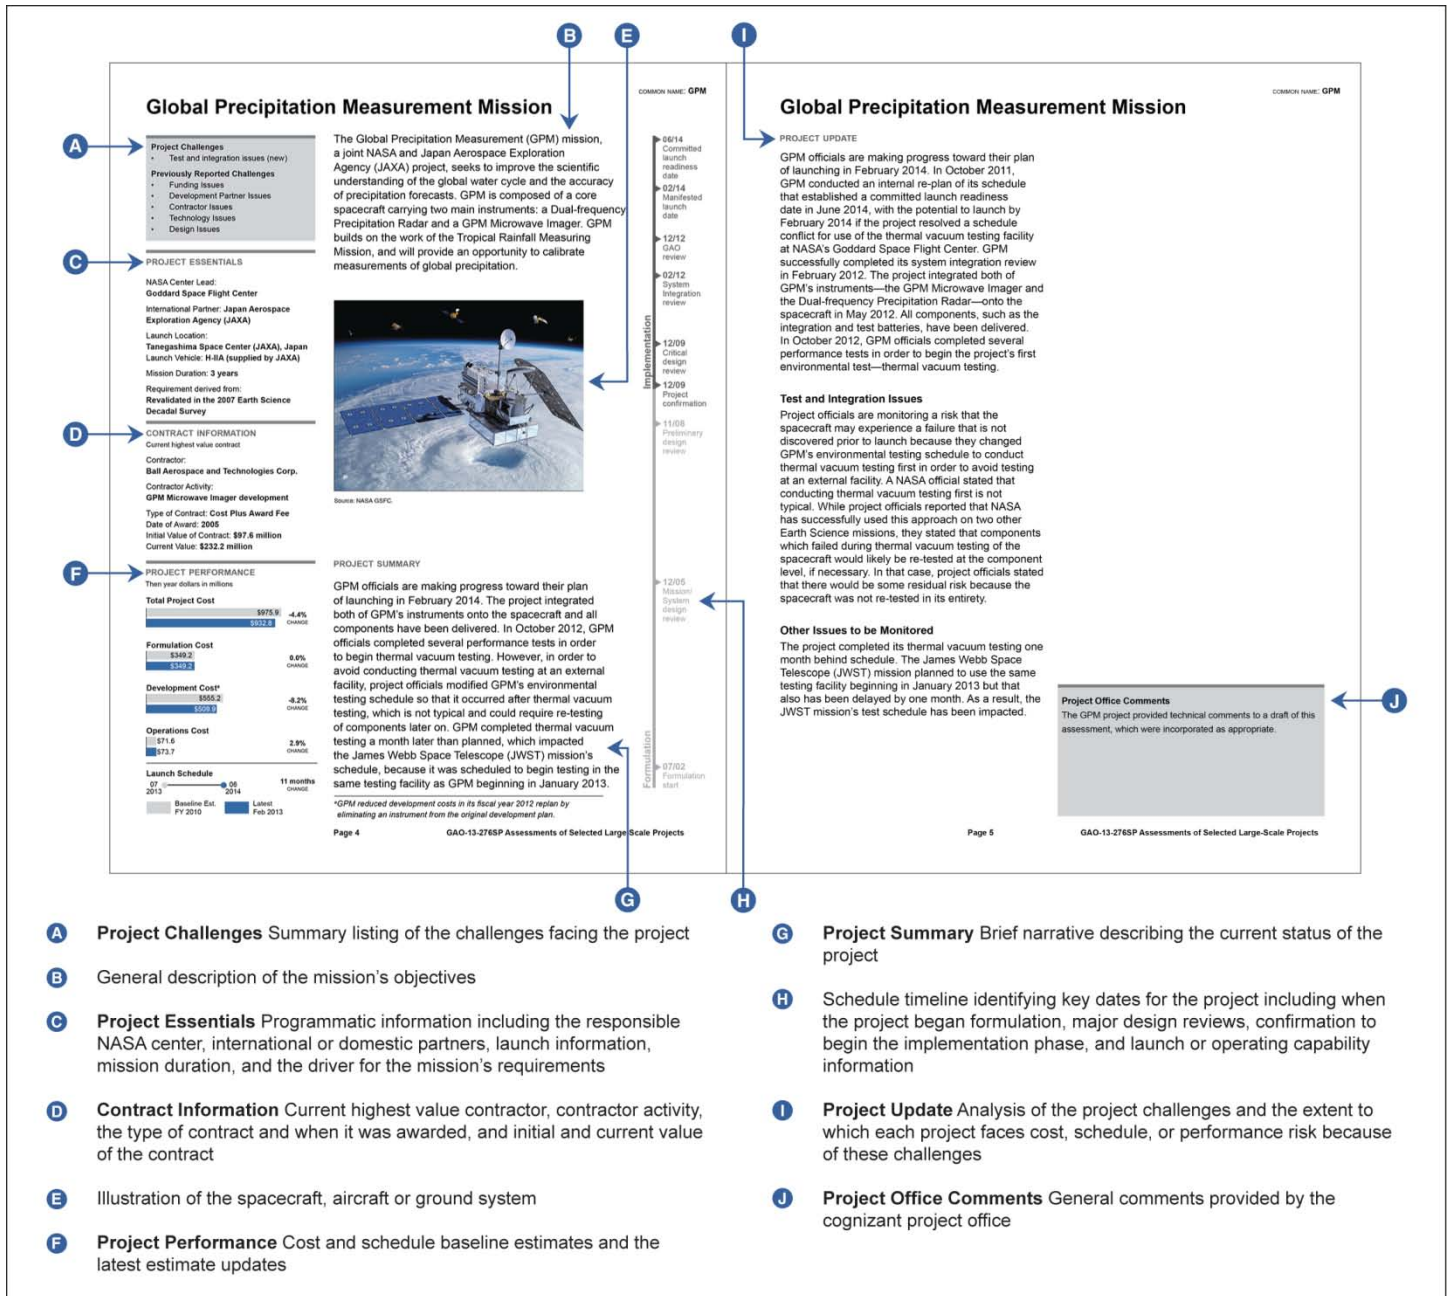 B
E
I
COMMON NAME: GPM
Global Precipitation Measurement Mission
A
Project Challenges
• Test and integration issues (new)
Previously Reported Challenges
• Funding Issues
• Development Partner Issues
• Contractor Issues
• Technology Issues
• Design Issues
C
PROJECT ESSENTIALS
NASA Center Lead:
Goddard Space Flight Center
International Partner: Japan Aerospace
Exploration Agency (JAXA)
Launch Location:
Tanegashima Space Center (JAXA), Japan
Launch Vehicle: H-IIA (supplied by JAXA)
Mission Duration: 3 years
Requirement derived from:
Revalidated in the 2007 Earth Science
Decadal Survey
D
CONTRACT INFORMATION
Current highest value contract
Contractor:
Ball Aerospace and Technologies Corp.
Contractor Activity:
GPM Microwave Imager development
Type of Contract: Cost Plus Award Fee
Date of Award: 2005
Initial Value of Contract: $97.6 million
Current Value: $232.2 million
F
PROJECT PERFORMANCE
Then year dollars in millions
Total Project Cost
$975.9
$932.8
-4.4%
CHANGE
Formulation Cost
$349.2
$349.2
0.0%
CHANGE
Development Cost*
$555.2
$509.9
-8.2%
CHANGE
Operations Cost
$71.6
$73.7
2.9%
CHANGE
Launch Schedule
07
2013
06
2014
11 months
CHANGE
Baseline Est.
FY 2010
Latest
Feb 2013
The Global Precipitation Measurement (GPM) mission,
a joint NASA and Japan Aerospace Exploration
Agency (JAXA) project, seeks to improve the scientific
understanding of the global water cycle and the accuracy
of precipitation forecasts. GPM is composed of a core
spacecraft carrying two main instruments: a Dual-frequency
Precipitation Radar and a GPM Microwave Imager. GPM
builds on the work of the Tropical Rainfall Measuring
Mission, and will provide an opportunity to calibrate
measurements of global precipitation.
Source: NASA GSFC.
PROJECT SUMMARY
GPM officials are making progress toward their plan
of launching in February 2014. The project integrated
both of GPM's instruments onto the spacecraft and all
components have been delivered. In October 2012, GPM
officials completed several performance tests in order
to begin thermal vacuum testing. However, in order to
avoid conducting thermal vacuum testing at an external
facility, project officials modified GPM's environmental
testing schedule so that it occurred after thermal vacuum
testing, which is not typical and could require re-testing
of components later on. GPM completed thermal vacuum
testing a month later than planned, which impacted
the James Webb Space Telescope (JWST) mission's
schedule, because it was scheduled to begin testing in the
same testing facility as GPM beginning in January 2013.
*GPM reduced development costs in its fiscal year 2012 replan by
eliminating an instrument from the original development plan.
Page 4
GAO-13-276SP Assessments of Selected Large-Scale Projects
Implementation
Formulation
06/14
Committed
launch
readiness
date
02/14
Manifested
launch
date
12/12
GAO
review
02/12
System
Integration
review
12/09
Critical
design
review
12/09
Project
confirmation
11/08
Preliminary
design
review
12/05
Mission/
System
design
review
07/02
Formulation
start
G
H
COMMON NAME: GPM
Global Precipitation Measurement Mission
PROJECT UPDATE
GPM officials are making progress toward their plan
of launching in February 2014. In October 2011,
GPM conducted an internal re-plan of its schedule
that established a committed launch readiness
date in June 2014, with the potential to launch by
February 2014 if the project resolved a schedule
conflict for use of the thermal vacuum testing facility
at NASA's Goddard Space Flight Center. GPM
successfully completed its system integration review
in February 2012. The project integrated both of
GPM's instruments—the GPM Microwave Imager and
the Dual-frequency Precipitation Radar—onto the
spacecraft in May 2012. All components, such as the
integration and test batteries, have been delivered.
In October 2012, GPM officials completed several
performance tests in order to begin the project's first
environmental test—thermal vacuum testing.
Test and Integration Issues
Project officials are monitoring a risk that the
spacecraft may experience a failure that is not
discovered prior to launch because they changed
GPM's environmental testing schedule to conduct
thermal vacuum testing first in order to avoid testing
at an external facility. A NASA official stated that
conducting thermal vacuum testing first is not
typical. While project officials reported that NASA
has successfully used this approach on two other
Earth Science missions, they stated that components
which failed during thermal vacuum testing of the
spacecraft would likely be re-tested at the component
level, if necessary. In that case, project officials stated
that there would be some residual risk because the
spacecraft was not re-tested in its entirety.
Other Issues to be Monitored
The project completed its thermal vacuum testing one
month behind schedule. The James Webb Space
Telescope (JWST) mission planned to use the same
testing facility beginning in January 2013 but that
also has been delayed by one month. As a result, the
JWST mission's test schedule has been impacted.
Project Office Comments
The GPM project provided technical comments to a draft of this
assessment, which were incorporated as appropriate.
J
Page 5
GAO-13-276SP Assessments of Selected Large-Scale Projects
A Project Challenges Summary listing of the challenges facing the project
B General description of the mission's objectives
C Project Essentials Programmatic information including the responsible
NASA center, international or domestic partners, launch information,
mission duration, and the driver for the mission's requirements
D Contract Information Current highest value contractor, contractor activity,
the type of contract and when it was awarded, and initial and current value
of the contract
E Illustration of the spacecraft, aircraft or ground system
F Project Performance Cost and schedule baseline estimates and the
latest estimate updates
G Project Summary Brief narrative describing the current status of the
project
H Schedule timeline identifying key dates for the project including when
the project began formulation, major design reviews, confirmation to
begin the implementation phase, and launch or operating capability
information
I Project Update Analysis of the project challenges and the extent to
which each project faces cost, schedule, or performance risk because
of these challenges
J Project Office Comments General comments provided by the
cognizant project office